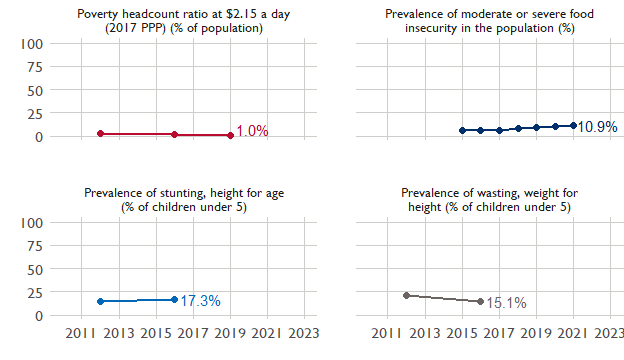 Poverty headcount ratio at $2.15 a day
(2017 PPP) (% of population)
Prevalence of moderate or severe food
insecurity in the population (%)
100
75
50
25
0
1.0%
10.9%
Prevalence of stunting, height for age
(% of children under 5)
Prevalence of wasting, weight for
height (% of children under 5)
100
75
50
25
0
17.3%
15.1%
2011 2013 2015 2017 2019 2021 2023
2011 2013 2015 2017 2019 2021 2023